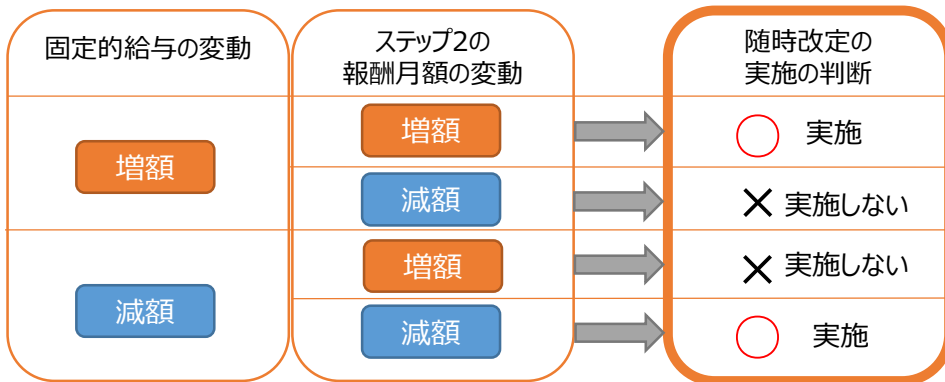 固定的給与の変動
ステップ2の
報酬月額の変動
随時改定の
実施の判断
増額
増額
実施
減額
実施しない
減額
増額
実施しない
減額
実施